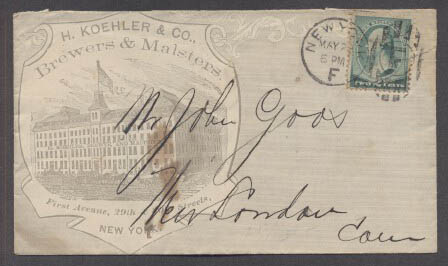 H. KOEHLER & CO.,
Brewers & Malsters,
NEW Y
MAY
6 PM
F
Mr John Goos
New London
Conn
First Avenue, 29th Streets,
NEW YORK